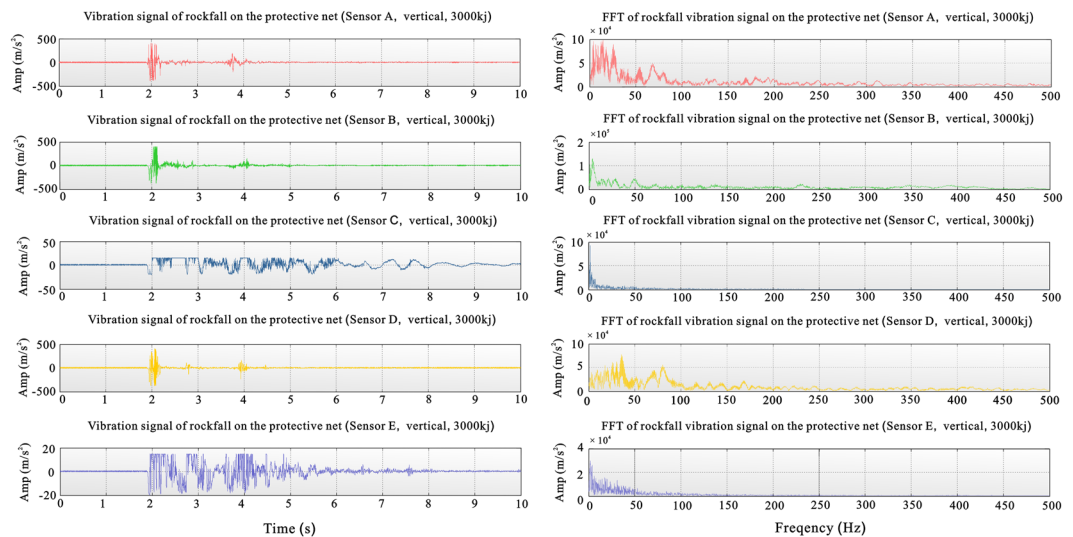 Vibration signal of rockfall on the protective net (Sensor A, vertical, 3000kj)
Amp (m/s²)
500
0
-500
0 1 2 3 4 5 6 7 8 9 10
Vibration signal of rockfall on the protective net (Sensor B, vertical, 3000kj)
Amp (m/s²)
500
0
-500
0 1 2 3 4 5 6 7 8 9 10
Vibration signal of rockfall on the protective net (Sensor C, vertical, 3000kj)
Amp (m/s²)
50
0
-50
0 1 2 3 4 5 6 7 8 9 10
Vibration signal of rockfall on the protective net (Sensor D, vertical, 3000kj)
Amp (m/s²)
500
0
-500
0 1 2 3 4 5 6 7 8 9 10
Vibration signal of rockfall on the protective net (Sensor E, vertical, 3000kj)
Amp (m/s²)
20
0
-20
0 1 2 3 4 5 6 7 8 9 10
Time (s)
FFT of rockfall vibration signal on the protective net (Sensor A, vertical, 3000kj)
× 10⁴
Amp (m/s²)
10
5
0
0 50 100 150 200 250 300 350 400 450 500
FFT of rockfall vibration signal on the protective net (Sensor B, vertical, 3000kj)
× 10⁵
Amp (m/s²)
2
1
0
0 50 100 150 200 250 300 350 400 450 500
FFT of rockfall vibration signal on the protective net (Sensor C, vertical, 3000kj)
× 10⁴
Amp (m/s²)
10
5
0
0 50 100 150 200 250 300 350 400 450 500
FFT of rockfall vibration signal on the protective net (Sensor D, vertical, 3000kj)
× 10⁴
Amp (m/s²)
10
5
0
0 50 100 150 200 250 300 350 400 450 500
FFT of rockfall vibration signal on the protective net (Sensor E, vertical, 3000kj)
× 10⁴
Amp (m/s²)
4
2
0
0 50 100 150 200 250 300 350 400 450 500
Freqency (Hz)